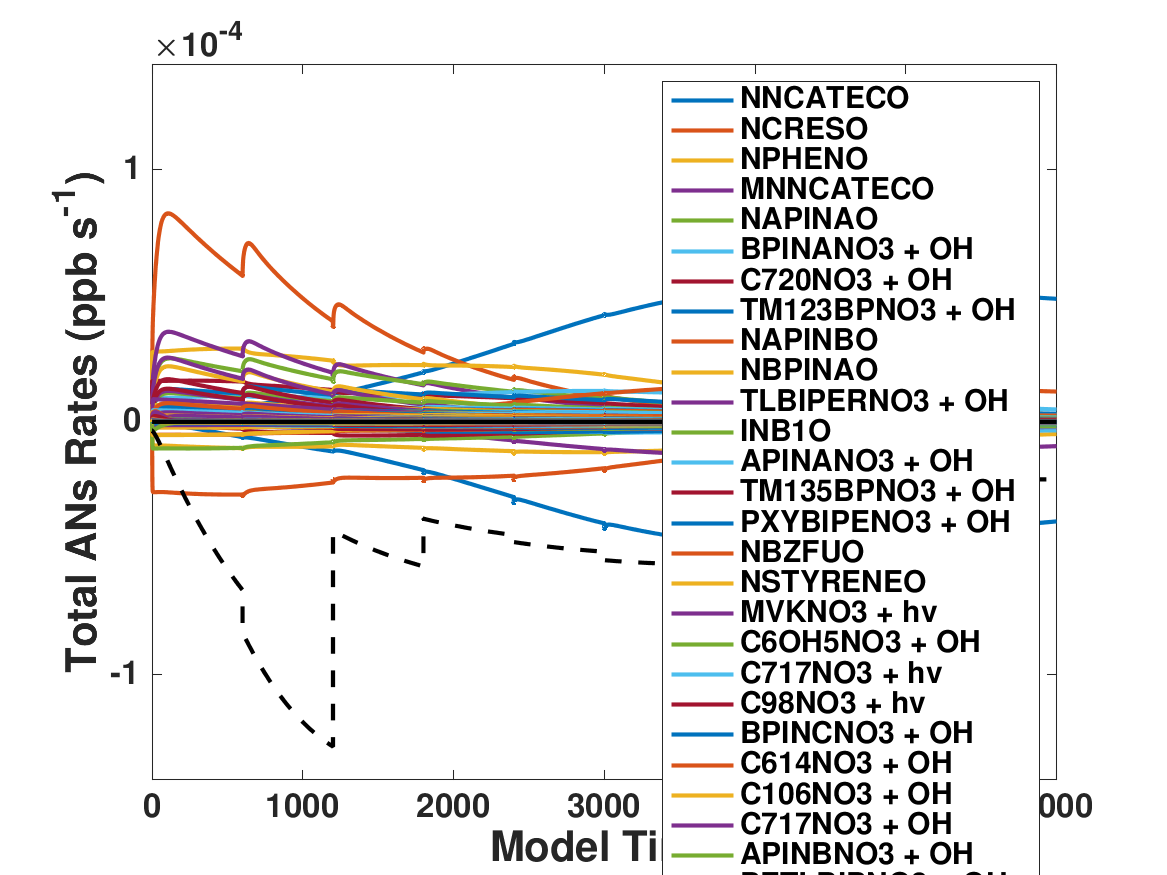 ×10-4
1
0
-1
Total ANs Rates (ppb s-1)
0
1000
2000
3000
000
Model Ti
NNCATECO
NCRESO
NPHENO
MNNCATECO
NAPINAO
BPINANO3 + OH
C720NO3 + OH
TM123BPNO3 + OH
NAPINBO
NBPINAO
TLBIPERNO3 + OH
INB1O
APINANO3 + OH
TM135BPNO3 + OH
PXYBIPENO3 + OH
NBZFUO
NSTYRENEO
MVKNO3 + hv
C6OH5NO3 + OH
C717NO3 + hv
C98NO3 + hv
BPINCNO3 + OH
C614NO3 + OH
C106NO3 + OH
C717NO3 + OH
APINBNO3 + OH